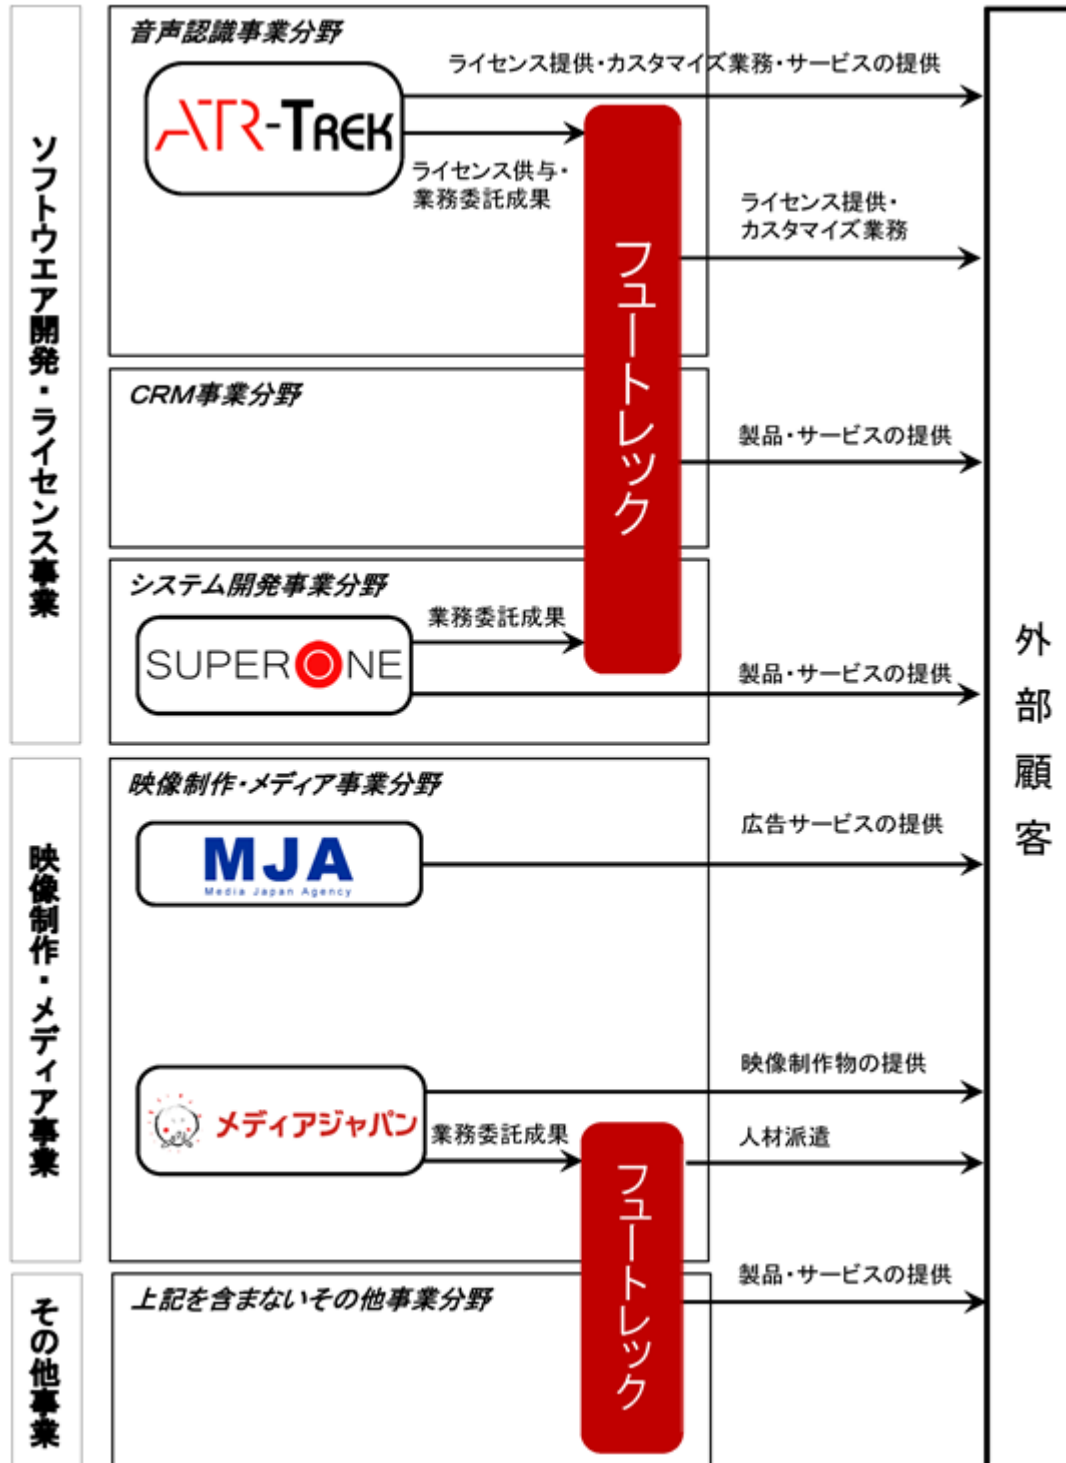 ソフトウエア開発・ライセンス事業
音声認識事業分野
ATR-TREK
ライセンス提供・カスタマイズ業務・サービスの提供
ライセンス供与・
業務委託成果
フュートレック
ライセンス提供・
カスタマイズ業務
CRM事業分野
製品・サービスの提供
システム開発事業分野
SUPERONE
業務委託成果
製品・サービスの提供
外部顧客
映像制作・メディア事業
映像制作・メディア事業分野
MJA
Media Japan Agency
広告サービスの提供
メディアジャパン
映像制作物の提供
業務委託成果
フュートレック
人材派遣
その他事業
上記を含まないその他事業分野
製品・サービスの提供